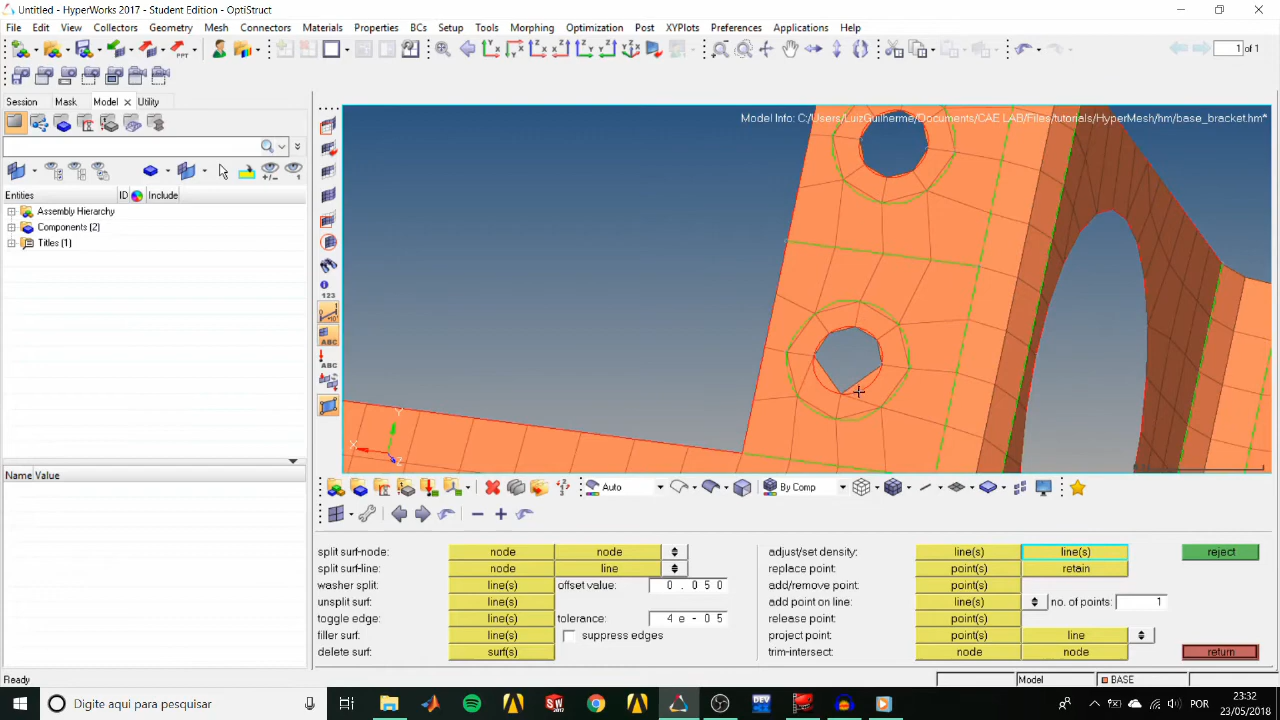 Untitled - HyperWorks 2017 - Student Edition - OptiStruct
File Edit View Collectors Geometry Mesh Connectors Materials Properties BCs Setup Tools Morphing Optimization Post XYPlots Preferences Applications Help
1 of 1
Session Mask Model Utility
Model Info: C:/Users/LuizGuilherme/Documents/CAE LAB/Files/tutorials/HyperMesh/hm/base_bracket.hm*
Entities ID Include
Assembly Hierarchy
Components (2)
Titles (1)
123
ABC
ABC
Y
X
Z
Name Value
Auto By Comp
split surf-node: node node adjust/set density: line(s) line(s) reject
split surf-line: node line replace point: point(s) retain
washer split: line(s) offset value: 0.050 add/remove point: point(s)
unsplit surf: line(s) add point on line: line(s) no. of points: 1
toggle edge: line(s) tolerance: 4e-05 release point: point(s)
filler surf: line(s) suppress edges project point: point(s) line
delete surf: surf(s) trim-intersect: node node return
Ready Model BASE
Digite aqui para pesquisar
POR
23:32
23/05/2018